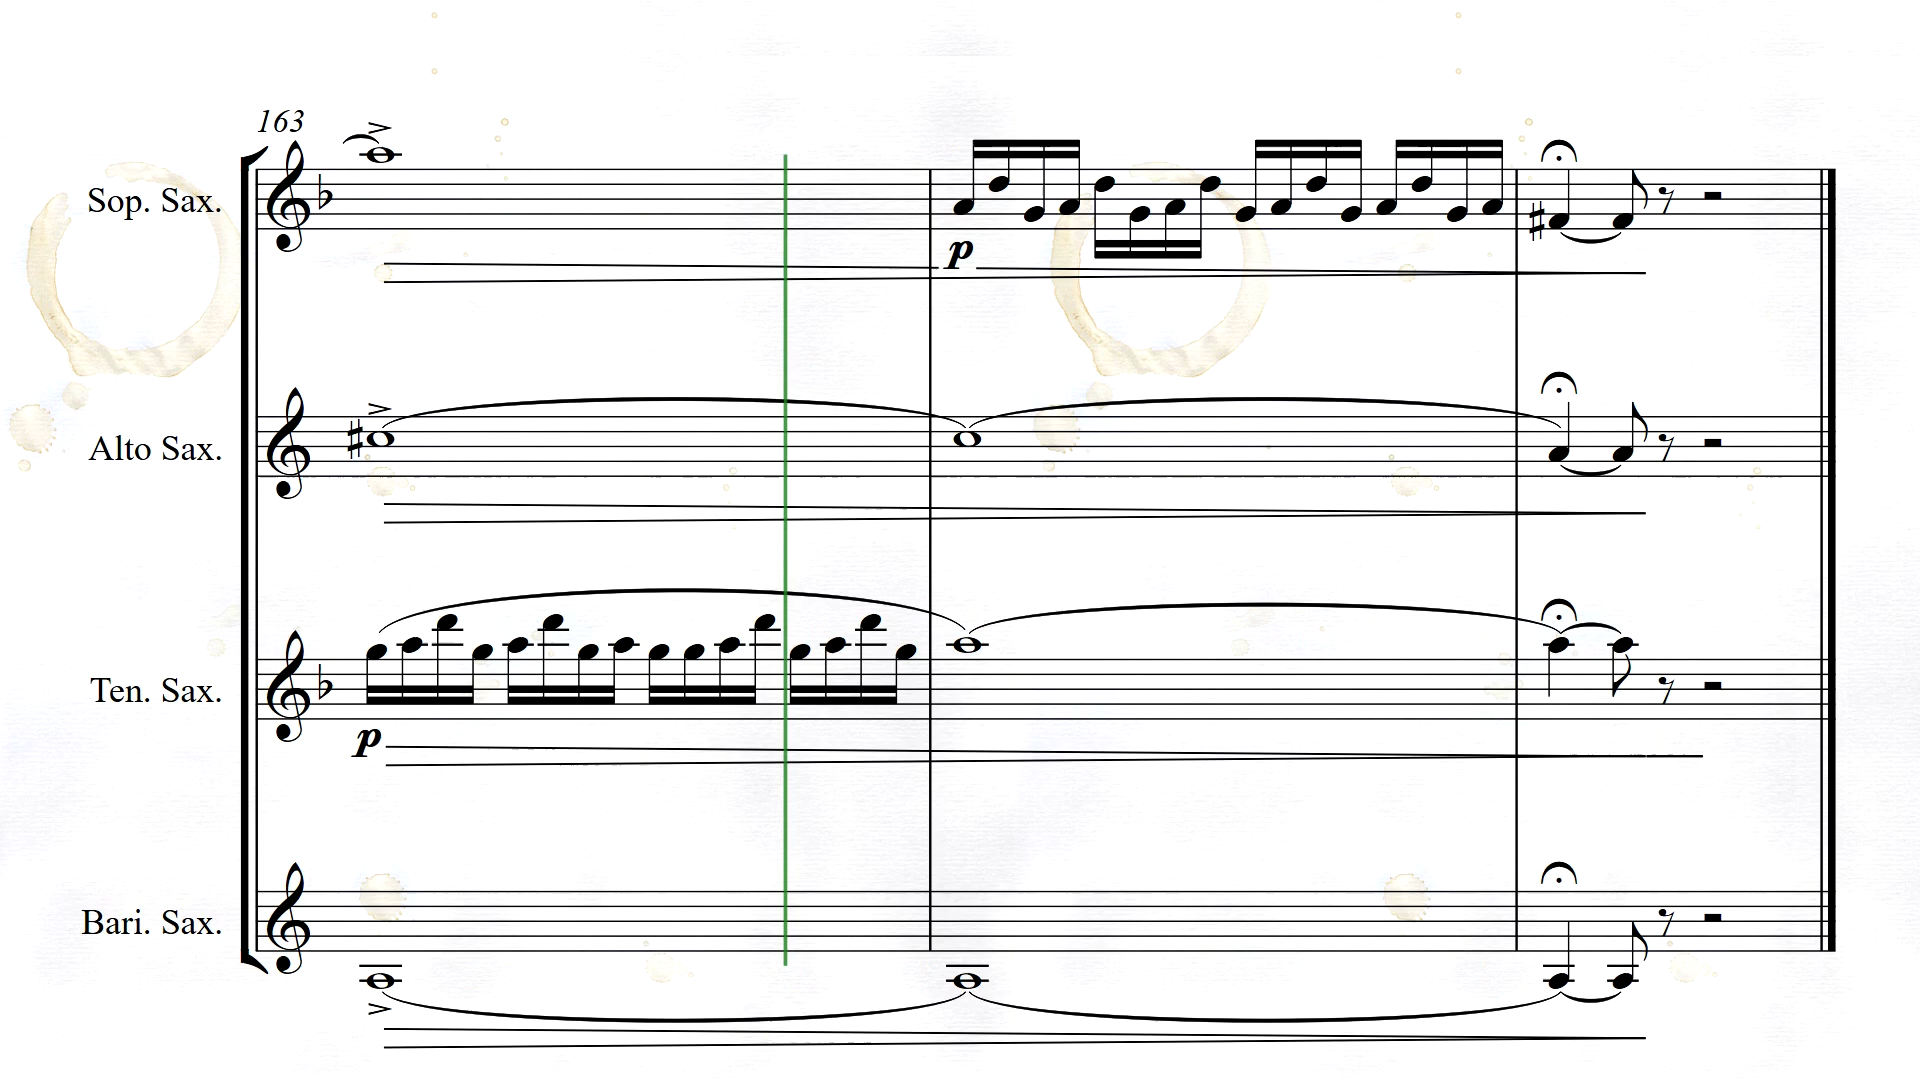 163
Sop. Sax.
p
Alto Sax.
Ten. Sax.
p
Bari. Sax.